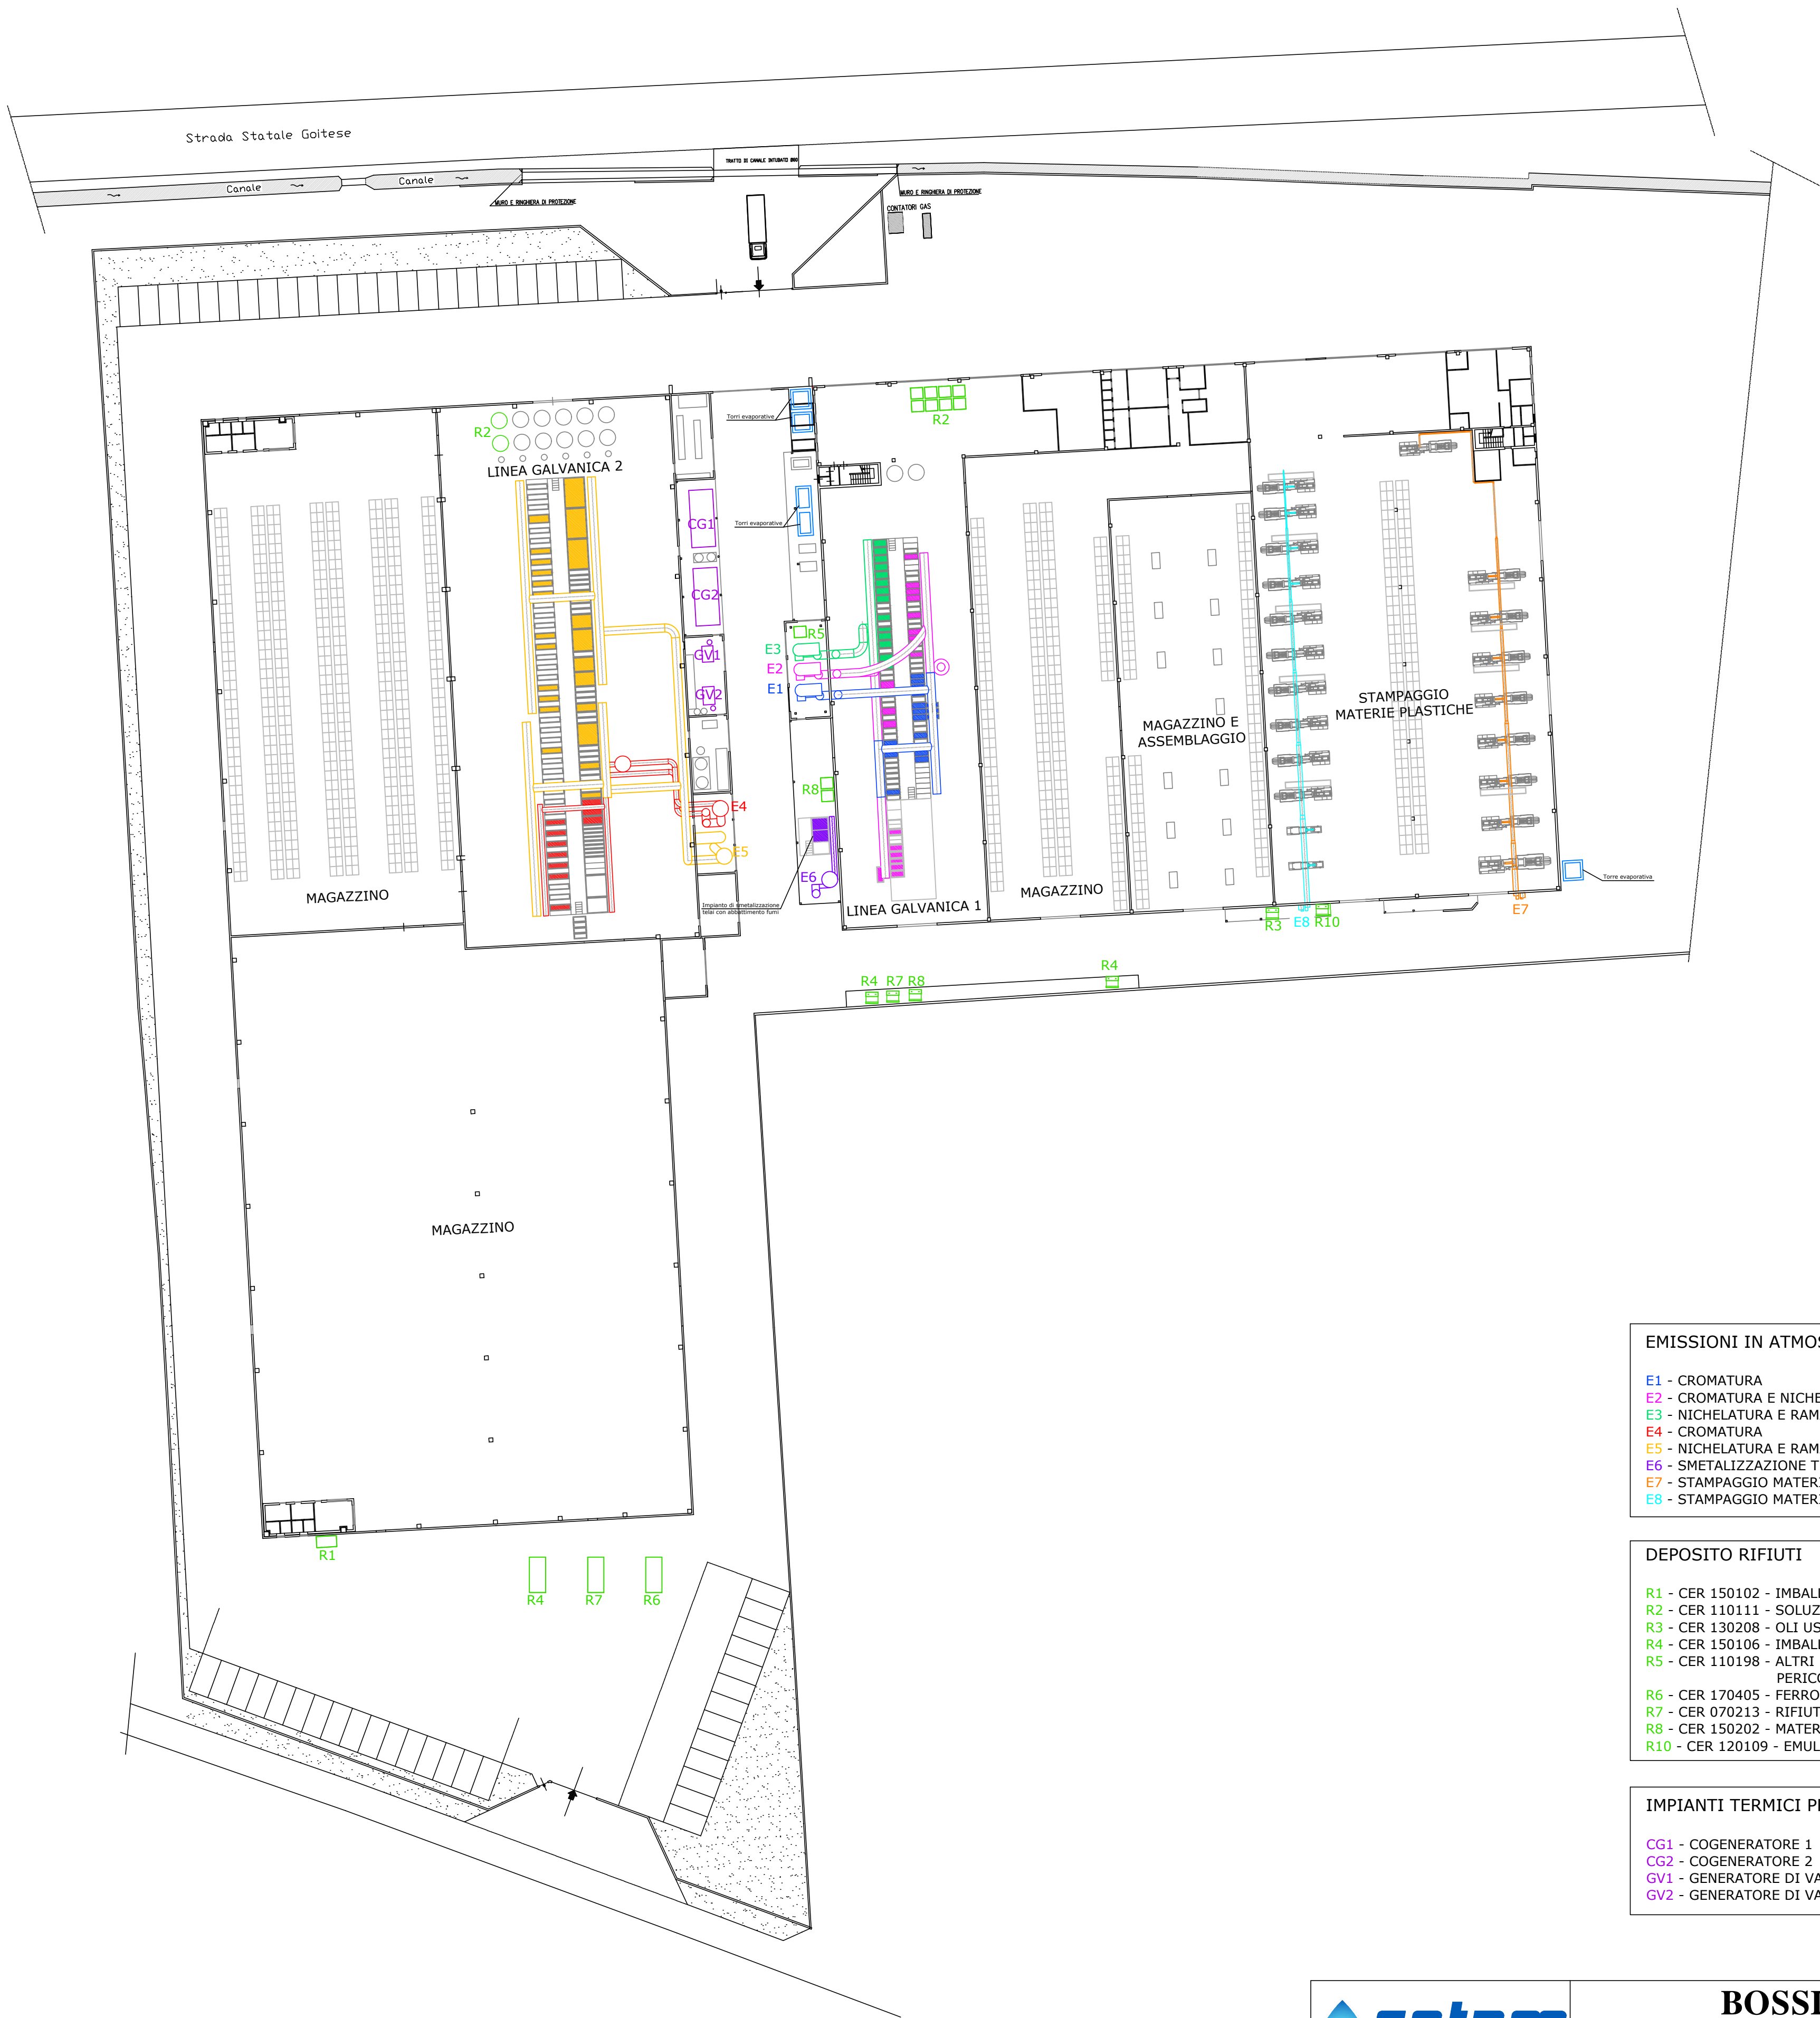 Strada Statale Goitese
TRATTO DI CANALE INTUBATO Ø80
Canale
Canale
MURO E RINGHIERA DI PROTEZIONE
MURO E RINGHIERA DI PROTEZIONE
CONTATORI GAS
Torri evaporative
R2
R2
LINEA GALVANICA 2
CG1
Torri evaporative
CG2
R5
E3
GV1
E2
E1
GV2
STAMPAGGIO
MATERIE PLASTICHE
MAGAZZINO E
ASSEMBLAGGIO
R8
E4
E5
E6
Torre evaporativa
MAGAZZINO
MAGAZZINO
Impianto di smetalizzazione
telai con abbattimento fumi
LINEA GALVANICA 1
E7
R3
E8
R10
R4
R4
R7
R8
MAGAZZINO
R1
R4
R7
R6
EMISSIONI IN ATMOS
E1 - CROMATURA
E2 - CROMATURA E NICHE
E3 - NICHELATURA E RAM
E4 - CROMATURA
E5 - NICHELATURA E RAM
E6 - SMETALIZZAZIONE T
E7 - STAMPAGGIO MATERI
E8 - STAMPAGGIO MATERI
DEPOSITO RIFIUTI
R1 - CER 150102 - IMBALL
R2 - CER 110111 - SOLUZ
R3 - CER 130208 - OLI US
R4 - CER 150106 - IMBALL
R5 - CER 110198 - ALTRI
PERICO
R6 - CER 170405 - FERRO
R7 - CER 070213 - RIFIUT
R8 - CER 150202 - MATER
R10 - CER 120109 - EMUL
IMPIANTI TERMICI P
CG1 - COGENERATORE 1
CG2 - COGENERATORE 2
GV1 - GENERATORE DI VA
GV2 - GENERATORE DI VA
BOSSI